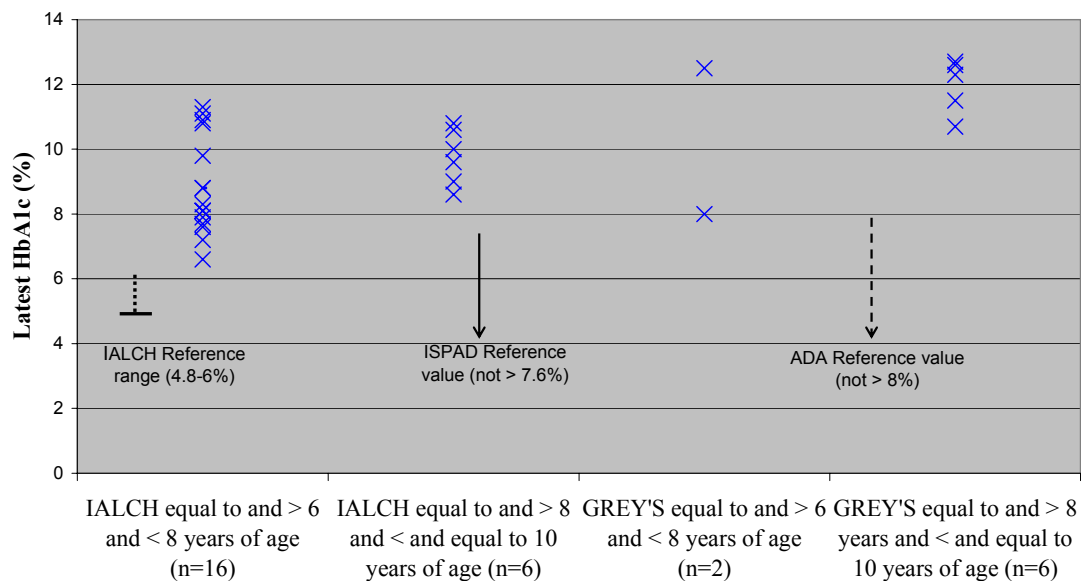 Latest HbA1c (%)
14
12
10
8
6
4
2
0
IALCH Reference
range (4.8-6%)
ISPAD Reference
value (not > 7.6%)
ADA Reference value
(not > 8%)
IALCH equal to and > 6
and < 8 years of age
(n=16)
IALCH equal to and > 8
and < and equal to 10
years of age (n=6)
GREY'S equal to and > 6
and < 8 years of age
(n=2)
GREY'S equal to and > 8
years and < and equal to
10 years of age (n=6)